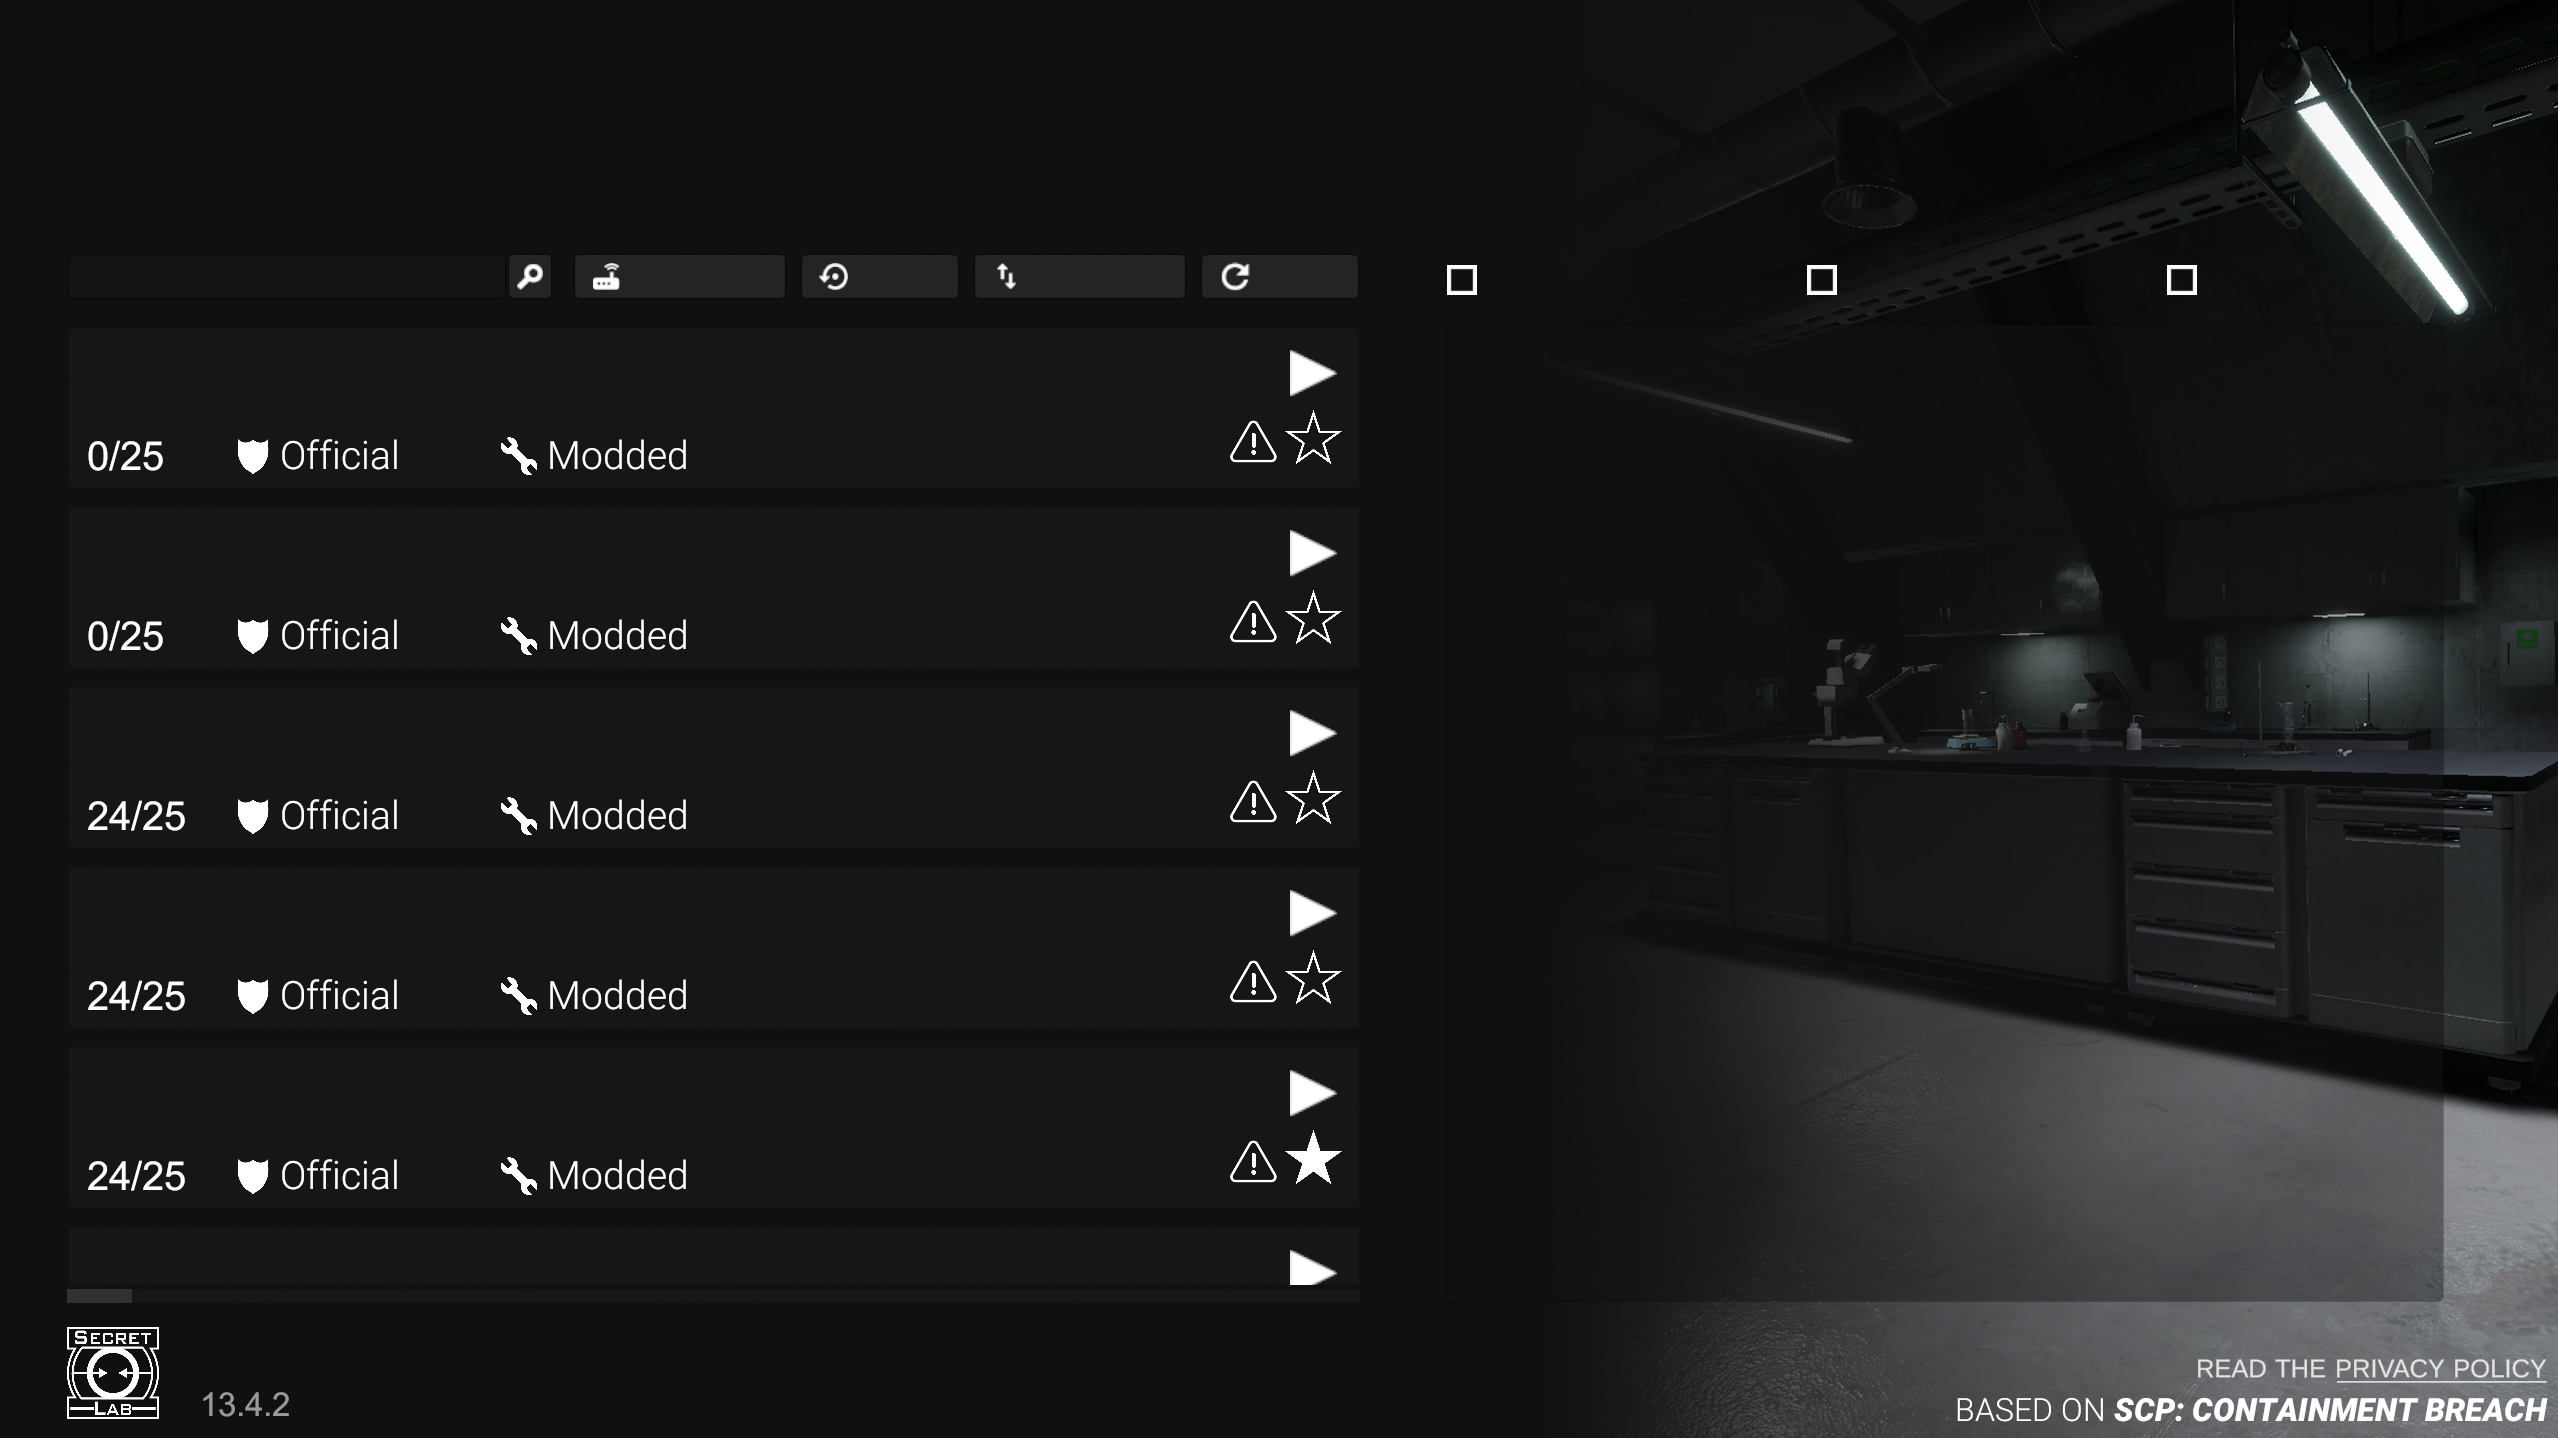 0/25 Official Modded
0/25 Official Modded
24/25 Official Modded
24/25 Official Modded
24/25 Official Modded
SECRET
LAB
13.4.2
READ THE PRIVACY POLICY
BASED ON SCP: CONTAINMENT BREACH